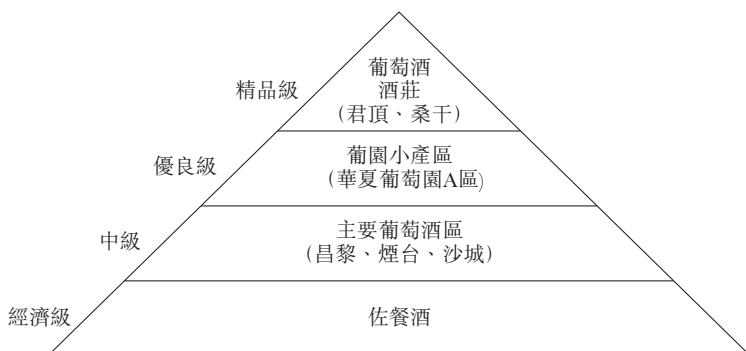 精品級
葡萄酒
酒莊
(君頂、桑干)
優良級
葡園小產區
(華夏葡萄園A區)
中級
主要葡萄酒區
(昌黎、煙台、沙城)
經濟級
佐餐酒